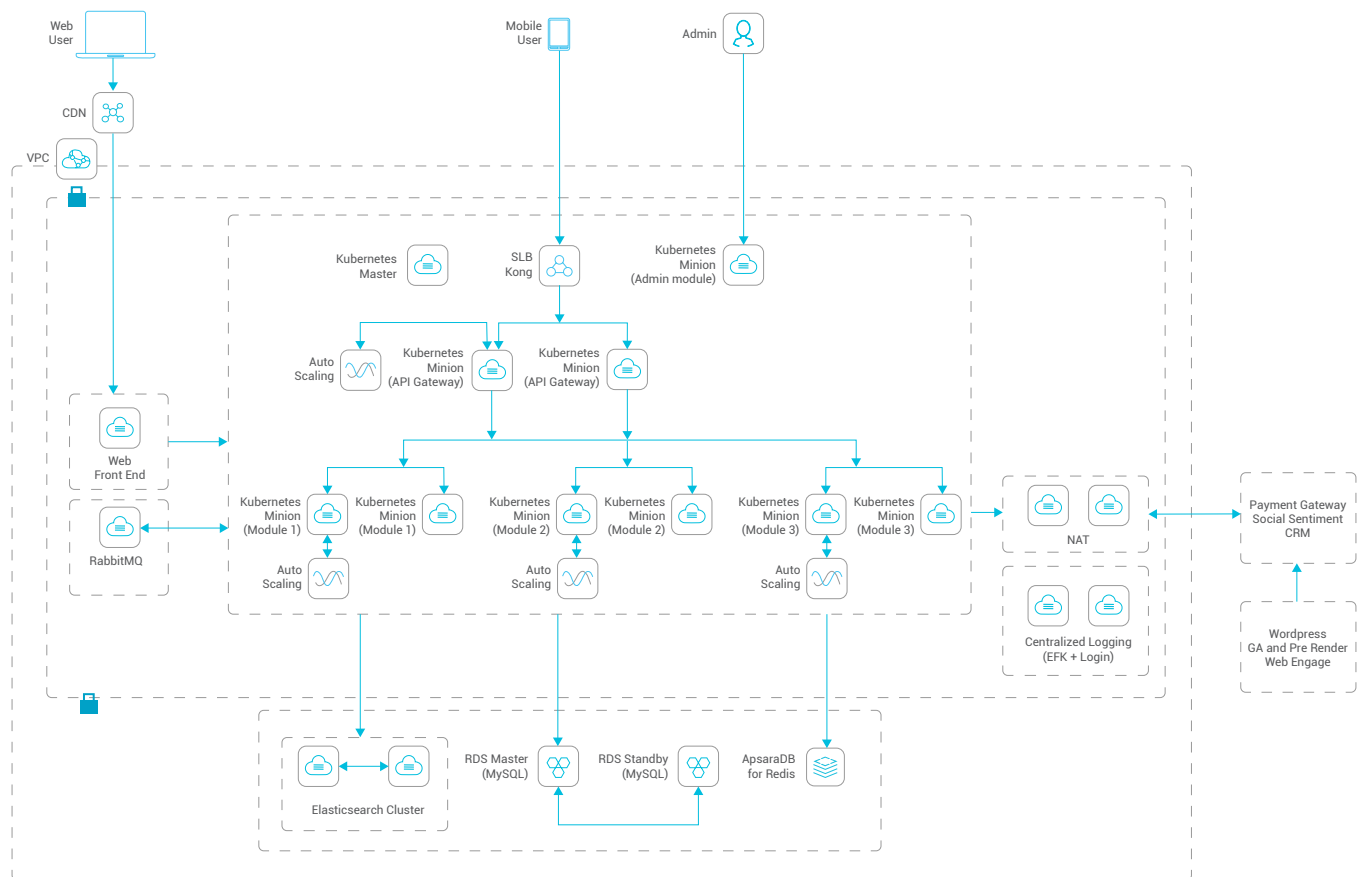 Web
User
Mobile
User
Admin
CDN
VPC
Kubernetes
Master
SLB
Kong
Kubernetes
Minion
(Admin module)
Auto
Scaling
Kubernetes
Minion
(API Gateway)
Kubernetes
Minion
(API Gateway)
Web
Front End
RabbitMQ
Kubernetes
Minion
(Module 1)
Kubernetes
Minion
(Module 1)
Kubernetes
Minion
(Module 2)
Kubernetes
Minion
(Module 2)
Kubernetes
Minion
(Module 3)
Kubernetes
Minion
(Module 3)
Auto
Scaling
Auto
Scaling
Auto
Scaling
NAT
Centralized Logging
(EFK + Login)
Payment Gateway
Social Sentiment
CRM
Wordpress
GA and Pre Render
Web Engage
Elasticsearch Cluster
RDS Master
(MySQL)
RDS Standby
(MySQL)
ApsaraDB
for Redis